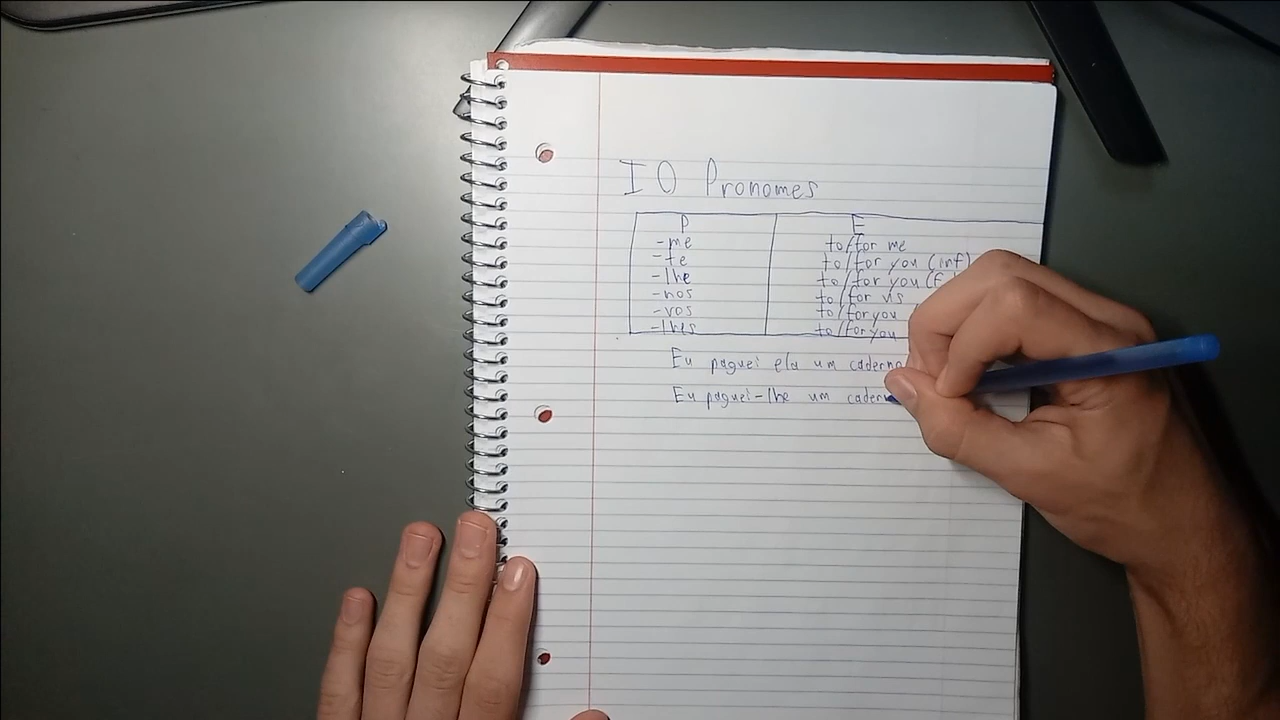 IO Pronomes
P E
-me to/for me
-te to/for you (inf)
-lhe to/for you (f
-nos to/for us
-vos to/for you
-lhes to/for you
Eu paguei ela um caderno
Eu paguei-lhe um cadern